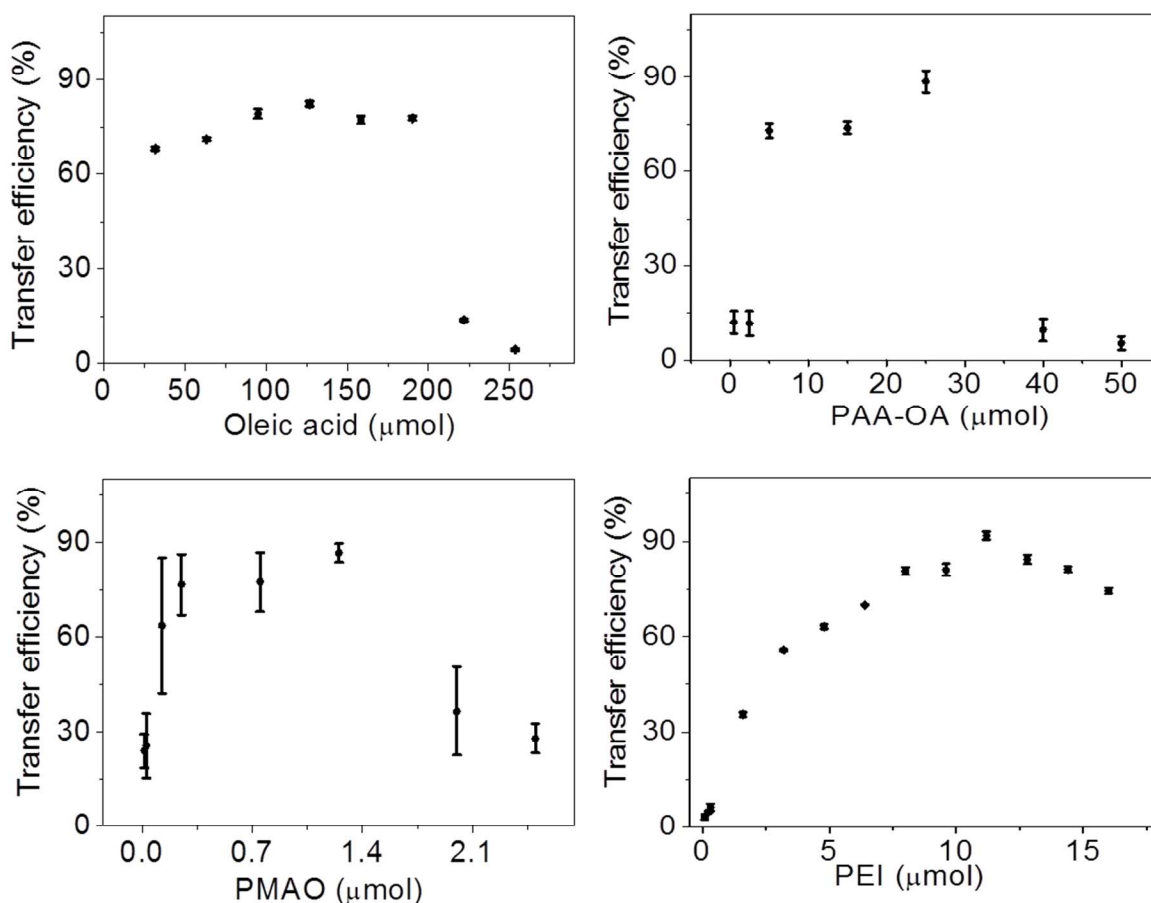 Transfer efficiency (%)
90
60
30
0
0 50 100 150 200 250
Oleic acid (μmol)
Transfer efficiency (%)
90
60
30
0
0 10 20 30 40 50
PAA-OA (μmol)
Transfer efficiency (%)
90
60
30
0
0.0 0.7 1.4 2.1
PMAO (μmol)
Transfer efficiency (%)
90
60
30
0
0 5 10 15
PEI (μmol)